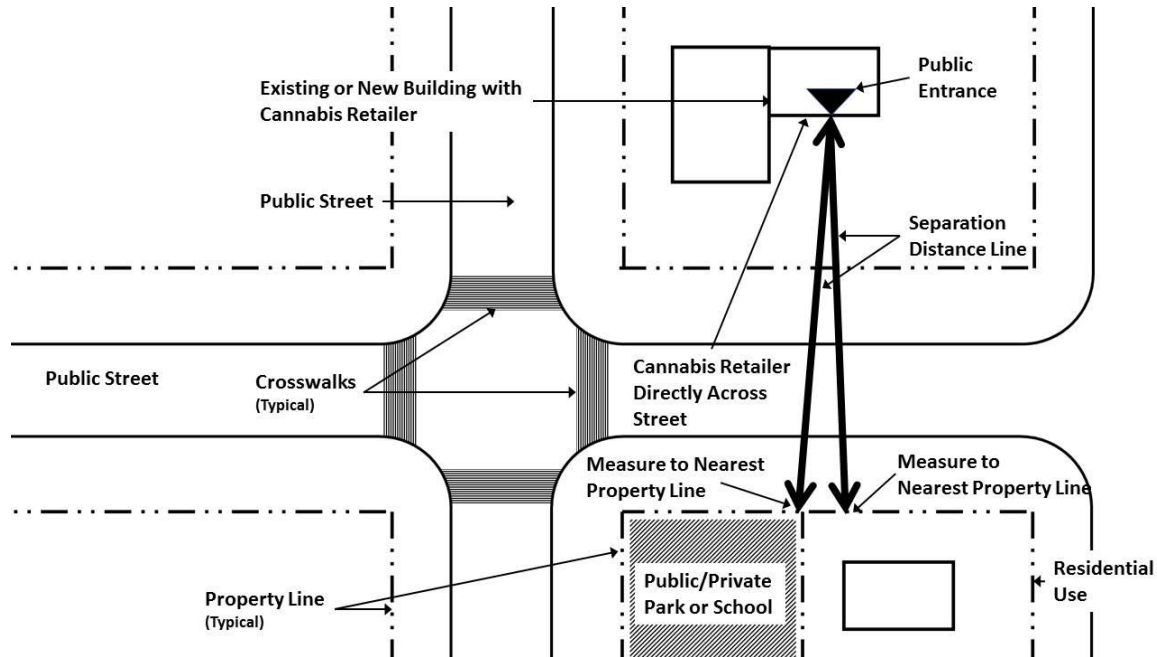 Existing or New Building with
Cannabis Retailer
Public
Entrance
Public Street
Separation
Distance Line
Public Street
Crosswalks
(Typical)
Cannabis Retailer
Directly Across
Street
Measure to Nearest
Property Line
Measure to
Nearest Property Line
Property Line
(Typical)
Public/Private
Park or School
Residential
Use